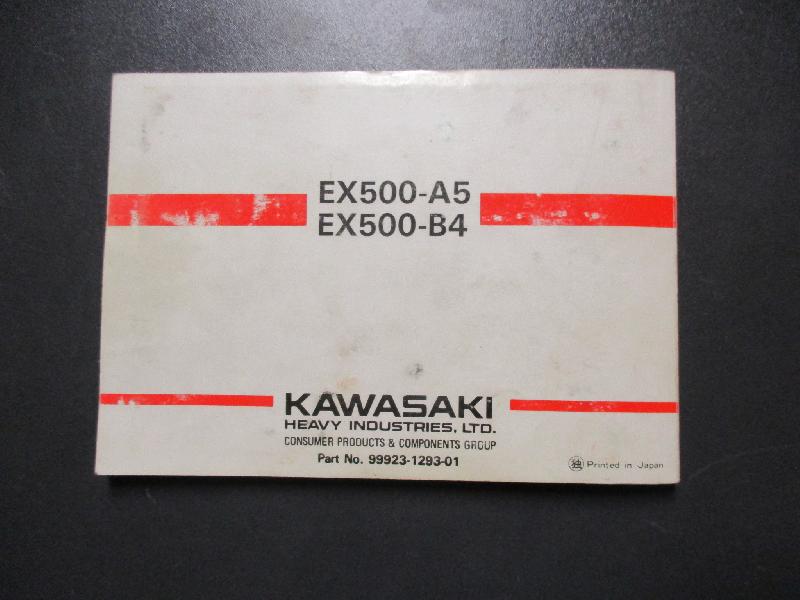 EX500-A5
EX500-B4
KAWASAKI
HEAVY INDUSTRIES, LTD.
CONSUMER PRODUCTS & COMPONENTS GROUP
Part No. 99923-1293-01
独 Printed in Japan